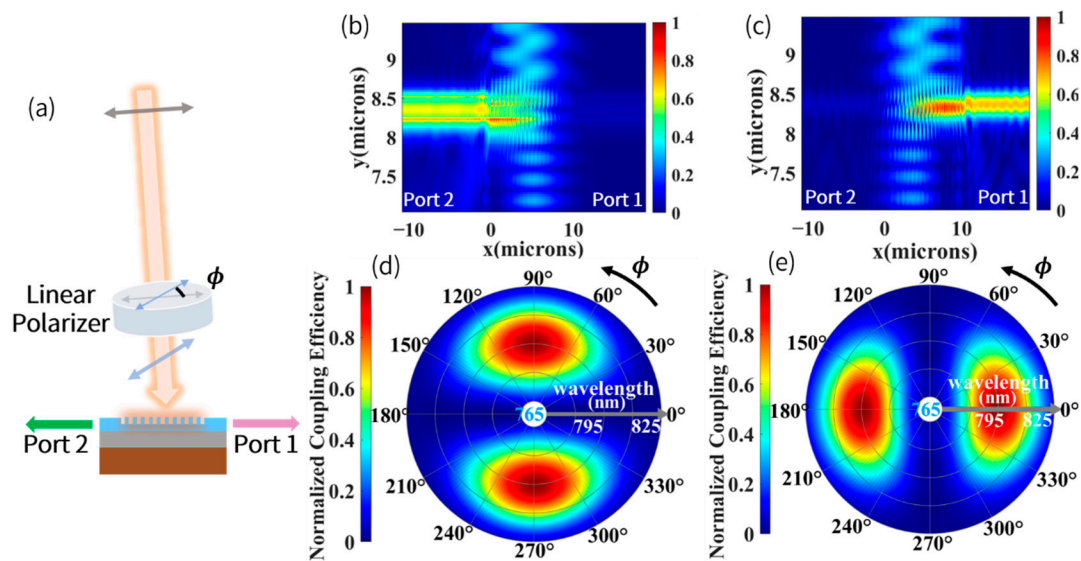 (a)
ϕ
Linear
Polarizer
Port 2
Port 1
(b)
y(microns)
9
8.5
8
7.5
Port 2
Port 1
−10
0
10
x(microns)
1
0.8
0.6
0.4
0.2
0
(c)
y(microns)
9
8.5
8
7.5
Port 2
Port 1
−10
0
10
x(microns)
1
0.8
0.6
0.4
0.2
0
(d)
Normalized Coupling Efficiency
1
0.8
0.6
0.4
0.2
0
ϕ
90°
120°
60°
150°
30°
wavelength
(nm)
180°
765
795
825
0°
210°
330°
240°
300°
270°
(e)
Normalized Coupling Efficiency
1
0.8
0.6
0.4
0.2
0
ϕ
90°
120°
60°
150°
30°
wavelength
(nm)
180°
765
795
825
0°
210°
330°
240°
300°
270°